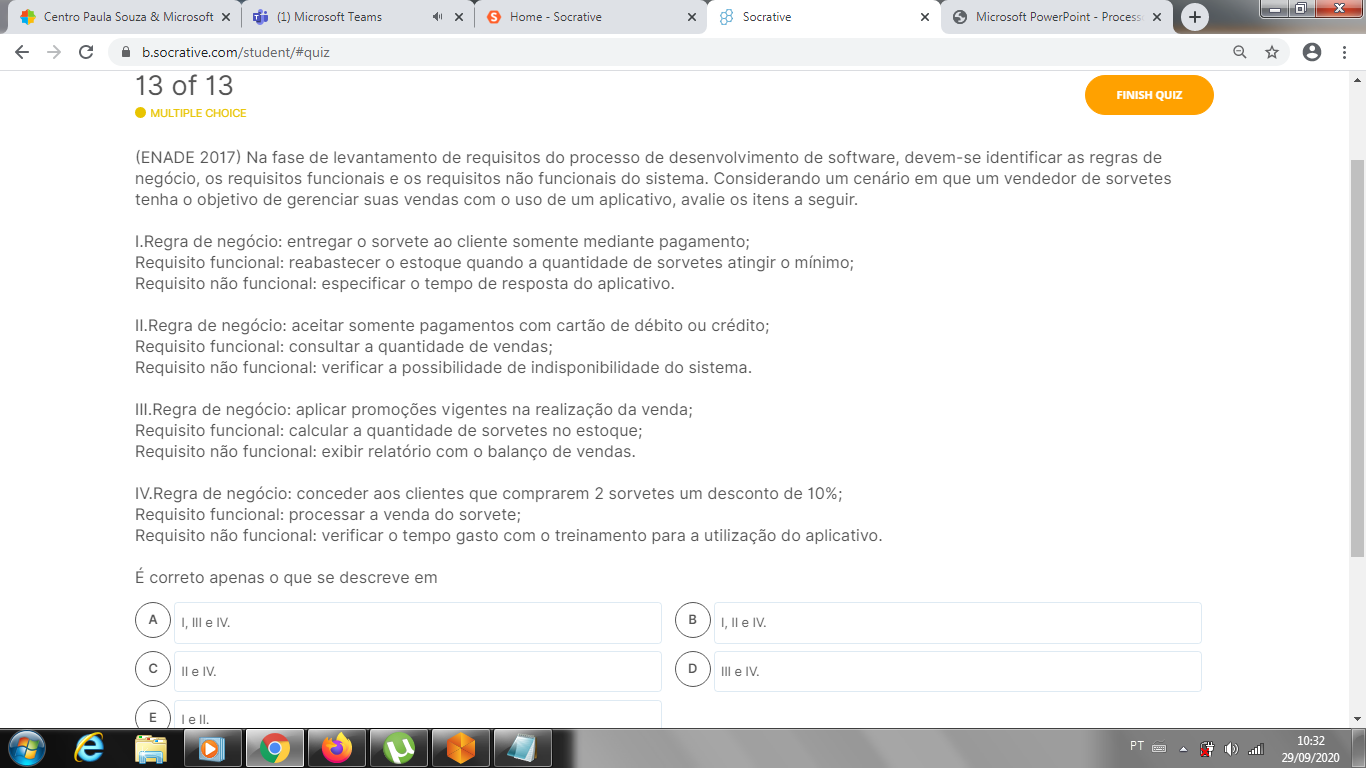 Centro Paula Souza & Microsoft
(1) Microsoft Teams
Home - Socrative
Socrative
Microsoft PowerPoint - Process
b.socrative.com/student/#quiz
13 of 13
MULTIPLE CHOICE
FINISH QUIZ
(ENADE 2017) Na fase de levantamento de requisitos do processo de desenvolvimento de software, devem-se identificar as regras de
negócio, os requisitos funcionais e os requisitos não funcionais do sistema. Considerando um cenário em que um vendedor de sorvetes
tenha o objetivo de gerenciar suas vendas com o uso de um aplicativo, avalie os itens a seguir.
I.Regra de negócio: entregar o sorvete ao cliente somente mediante pagamento;
Requisito funcional: reabastecer o estoque quando a quantidade de sorvetes atingir o mínimo;
Requisito não funcional: especificar o tempo de resposta do aplicativo.
II.Regra de negócio: aceitar somente pagamentos com cartão de débito ou crédito;
Requisito funcional: consultar a quantidade de vendas;
Requisito não funcional: verificar a possibilidade de indisponibilidade do sistema.
III.Regra de negócio: aplicar promoções vigentes na realização da venda;
Requisito funcional: calcular a quantidade de sorvetes no estoque;
Requisito não funcional: exibir relatório com o balanço de vendas.
IV.Regra de negócio: conceder aos clientes que comprarem 2 sorvetes um desconto de 10%;
Requisito funcional: processar a venda do sorvete;
Requisito não funcional: verificar o tempo gasto com o treinamento para a utilização do aplicativo.
É correto apenas o que se descreve em
A I, III e IV.
B I, II e IV.
C II e IV.
D III e IV.
E I e II.
PT
10:32
29/09/2020